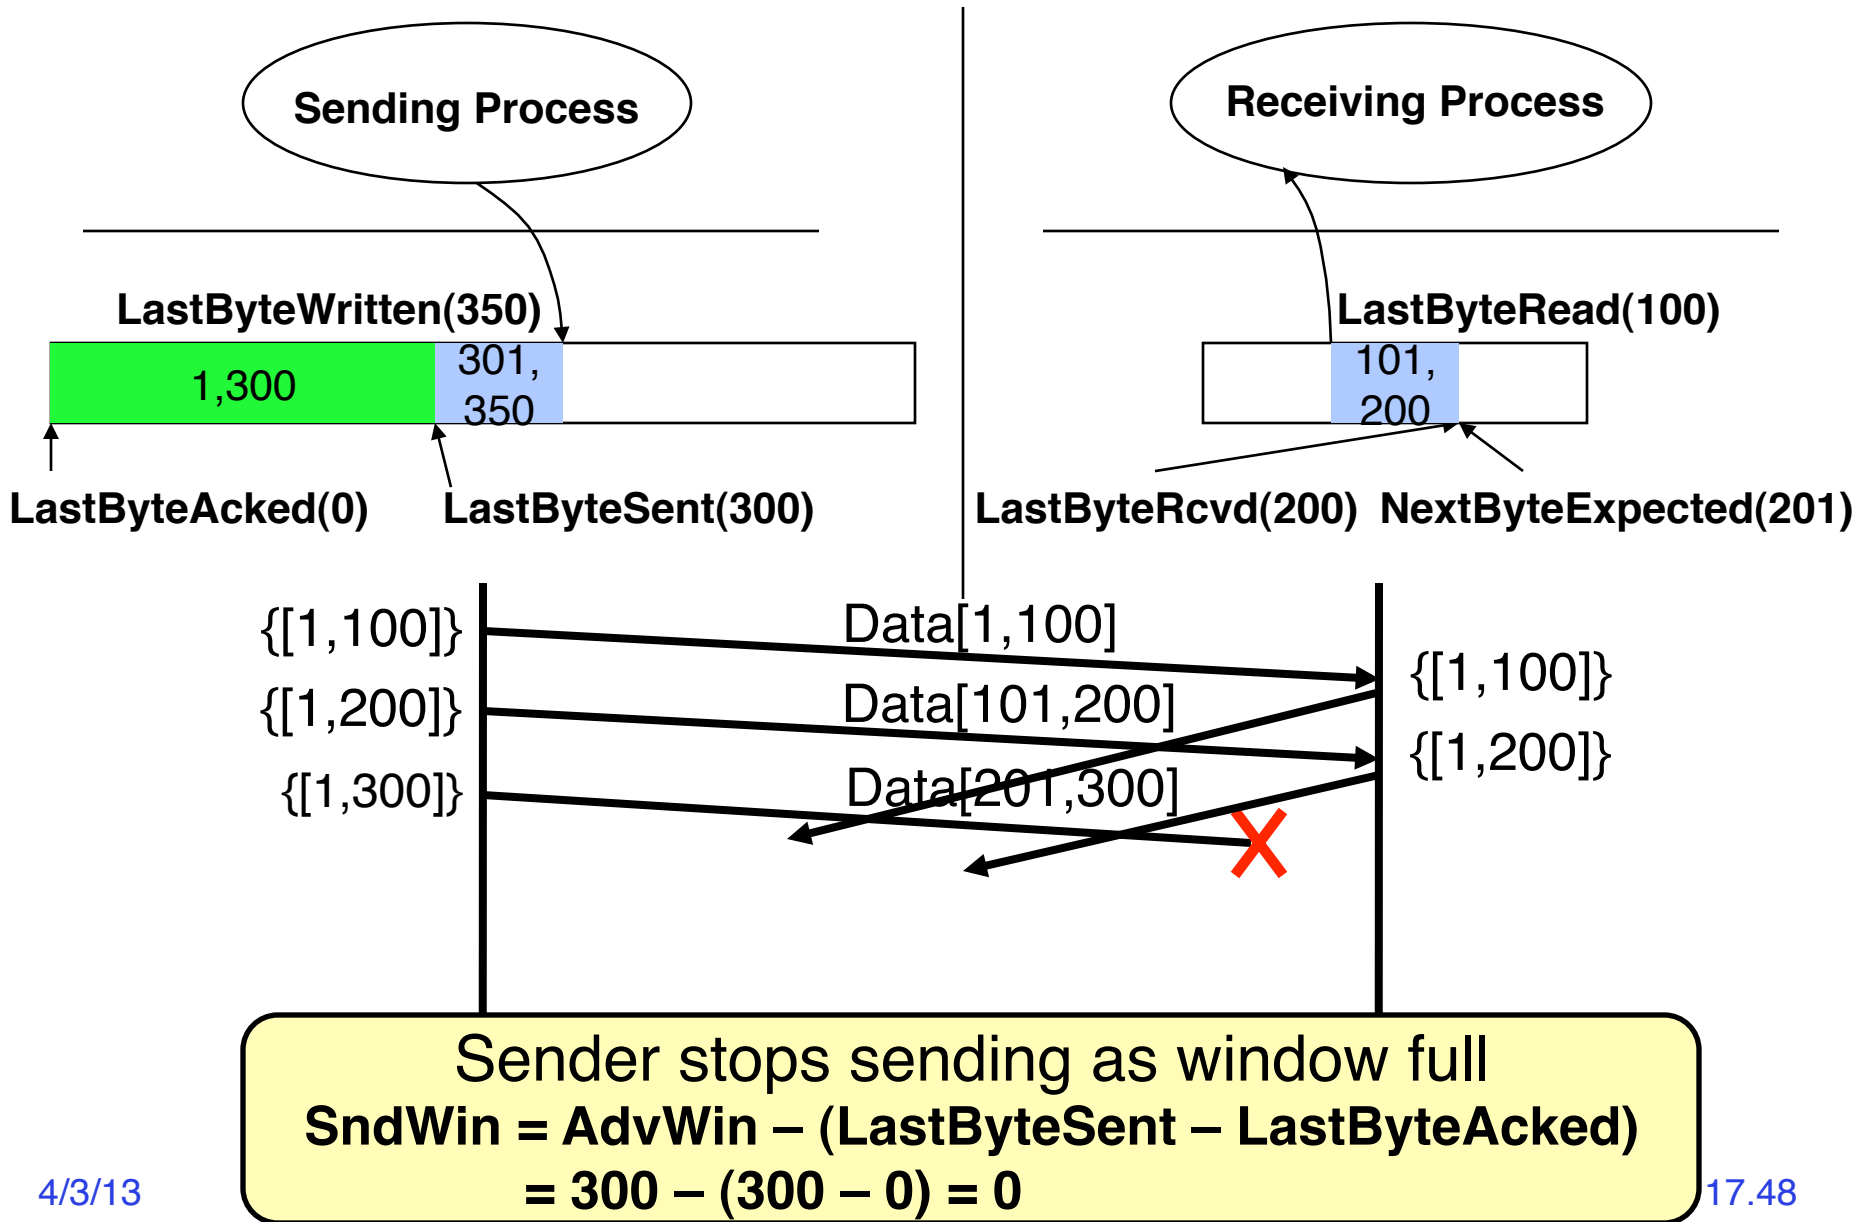 Sending Process
Receiving Process
LastByteWritten(350)
LastByteRead(100)
1,300
301,
350
101,
200
LastByteAcked(0)
LastByteSent(300)
LastByteRcvd(200)
NextByteExpected(201)
{[1,100]}
Data[1,100]
{[1,100]}
{[1,200]}
Data[101,200]
{[1,200]}
{[1,300]}
Data[201,300]
Sender stops sending as window full
SndWin = AdvWin – (LastByteSent – LastByteAcked)
= 300 – (300 – 0) = 0
4/3/13
17.48